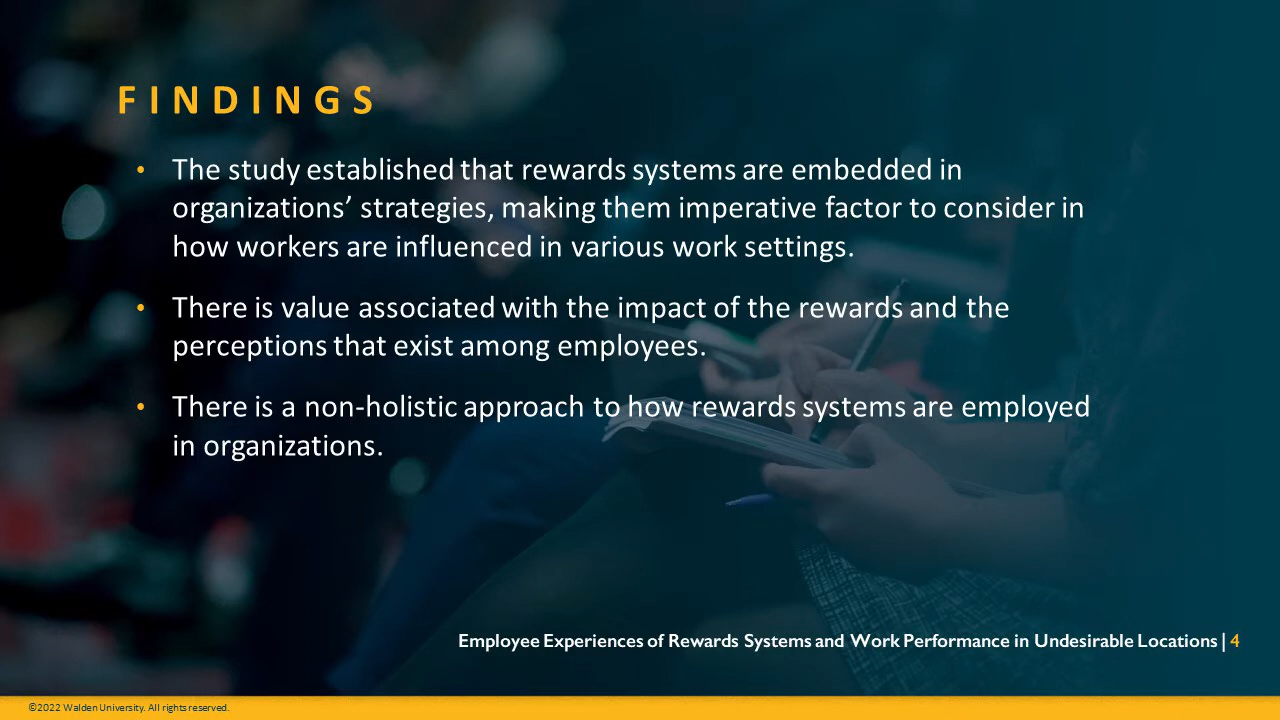 FINDINGS
• The study established that rewards systems are embedded in
organizations’ strategies, making them imperative factor to consider in
how workers are influenced in various work settings.
• There is value associated with the impact of the rewards and the
perceptions that exist among employees.
• There is a non-holistic approach to how rewards systems are employed
in organizations.
Employee Experiences of Rewards Systems and Work Performance in Undesirable Locations | 4
©2022 Walden University. All rights reserved.